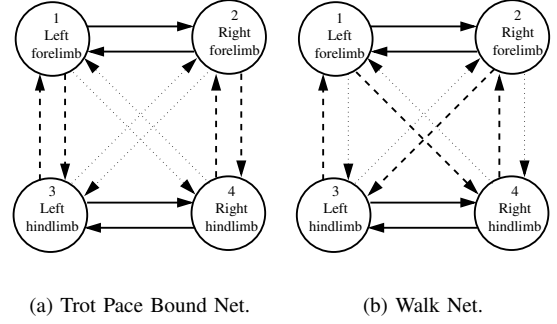 1
Left
forelimb
2
Right
forelimb
3
Left
hindlimb
4
Right
hindlimb
1
Left
forelimb
2
Right
forelimb
3
Left
hindlimb
4
Right
hindlimb
(a) Trot Pace Bound Net.
(b) Walk Net.